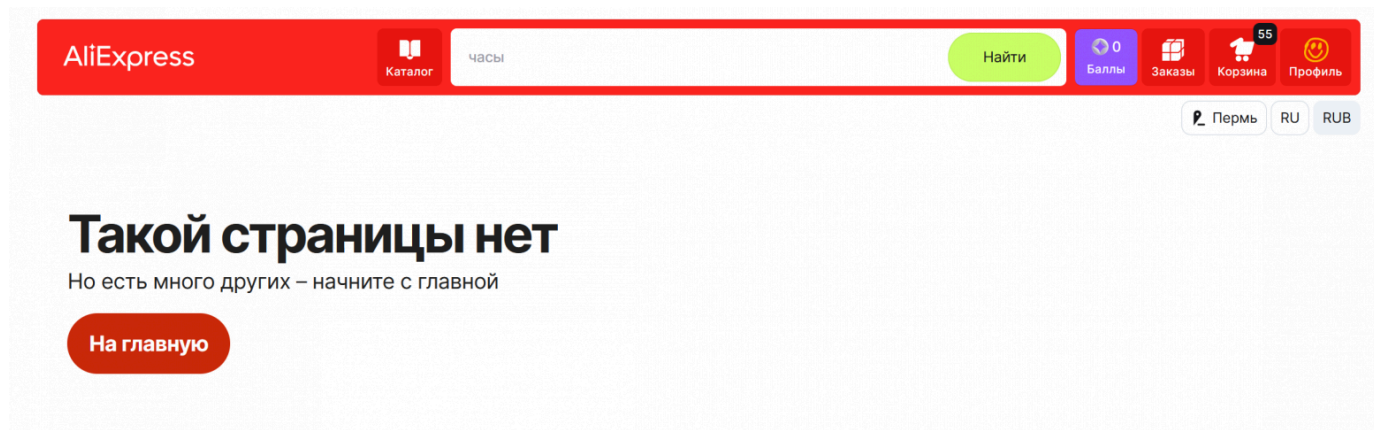 AliExpress
Каталог
часы
Найти
0
Баллы
Заказы
55
Корзина
Профиль
Пермь
RU
RUB
Такой страницы нет
Но есть много других – начните с главной
На главную